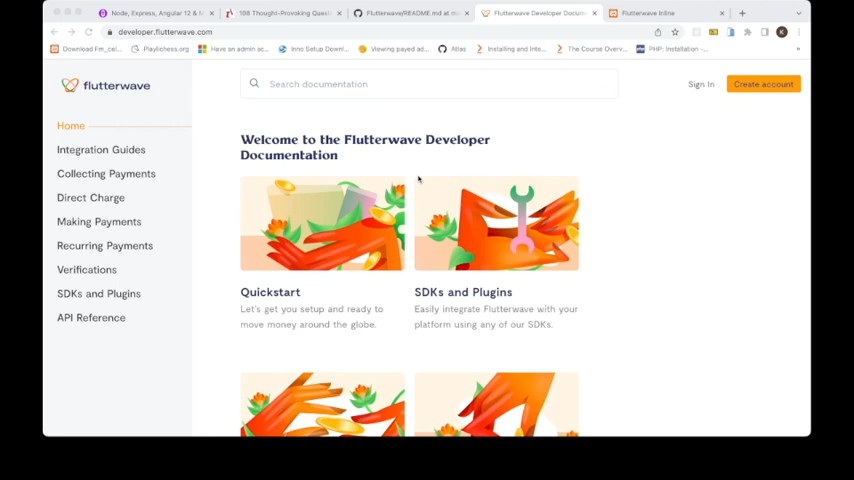 Node, Express, Angular 12 & M
108 Thought-Provoking Quest
Flutterwave/README.md at m
Flutterwave Developer Docum
Flutterwave Inline
developer.flutterwave.com
K
Download Fm_cel...
Playlichess.org
Have an admin ac...
Inno Setup Downl...
Viewing payed ad...
Atlas
Installing and Inte...
The Course Overv...
PHP: Installation -...
»
flutterwave
Search documentation
Sign In
Create account
Home
Integration Guides
Collecting Payments
Direct Charge
Making Payments
Recurring Payments
Verifications
SDKs and Plugins
API Reference
Welcome to the Flutterwave Developer
Documentation
Quickstart
Let's get you setup and ready to
move money around the globe.
SDKs and Plugins
Easily integrate Flutterwave with your
platform using any of our SDKs.